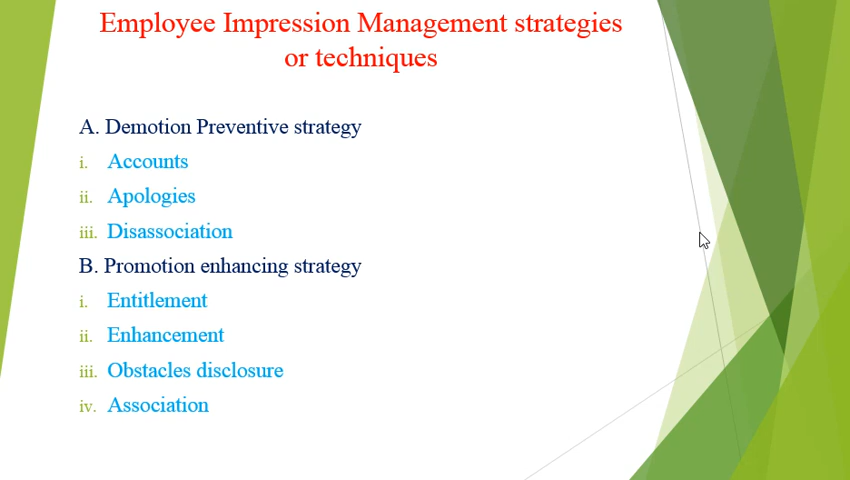 Employee Impression Management strategies
or techniques
A. Demotion Preventive strategy
i. Accounts
ii. Apologies
iii. Disassociation
B. Promotion enhancing strategy
i. Entitlement
ii. Enhancement
iii. Obstacles disclosure
iv. Association